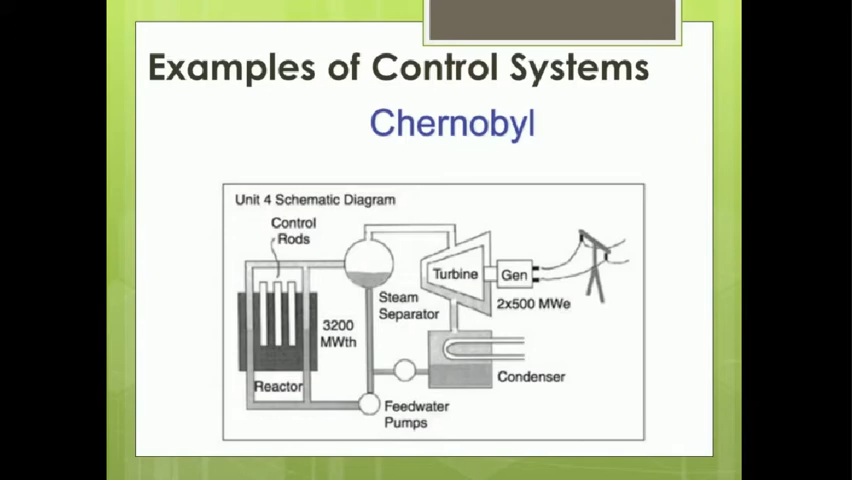 Examples of Control Systems
Chernobyl
Unit 4 Schematic Diagram
Control
Rods
Turbine
Gen
Steam
Separator
2x500 MWe
3200
MWth
Condenser
Reactor
Feedwater
Pumps